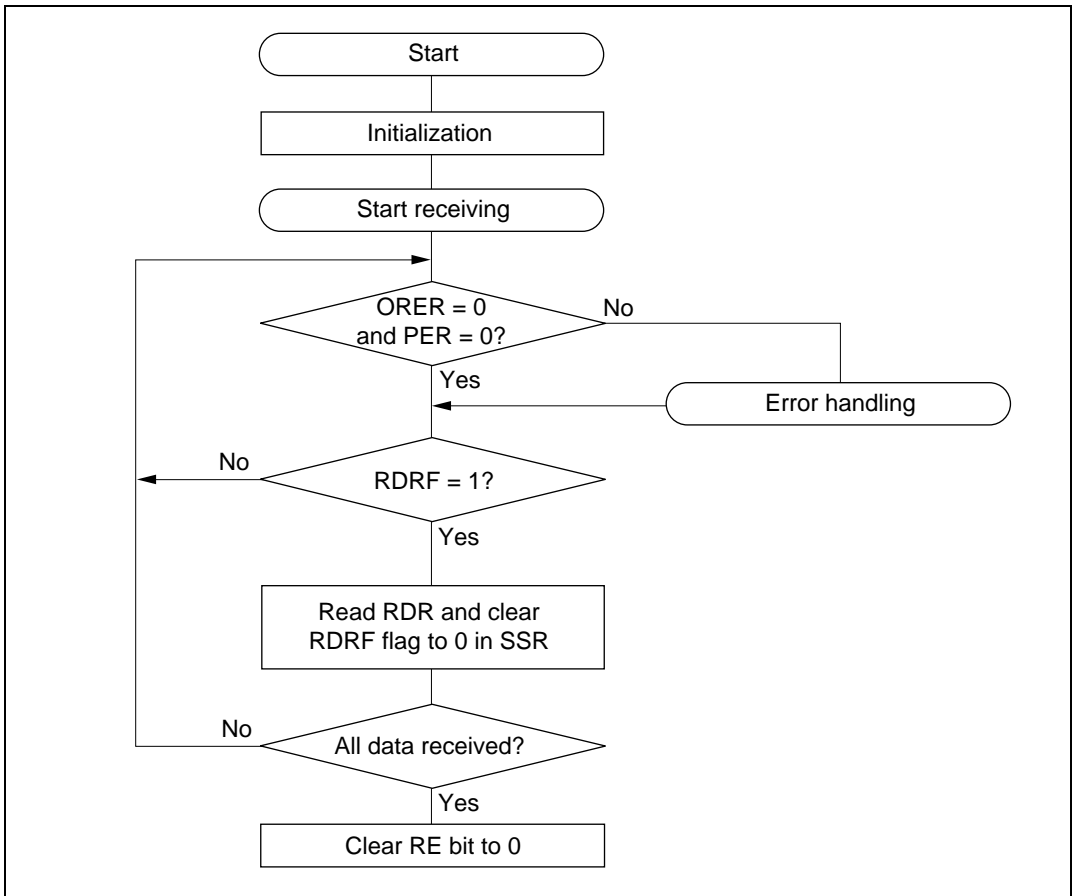 Start
Initialization
Start receiving
ORER = 0
and PER = 0?
No
Yes
Error handling
No
RDRF = 1?
Yes
Read RDR and clear
RDRF flag to 0 in SSR
No
All data received?
Yes
Clear RE bit to 0